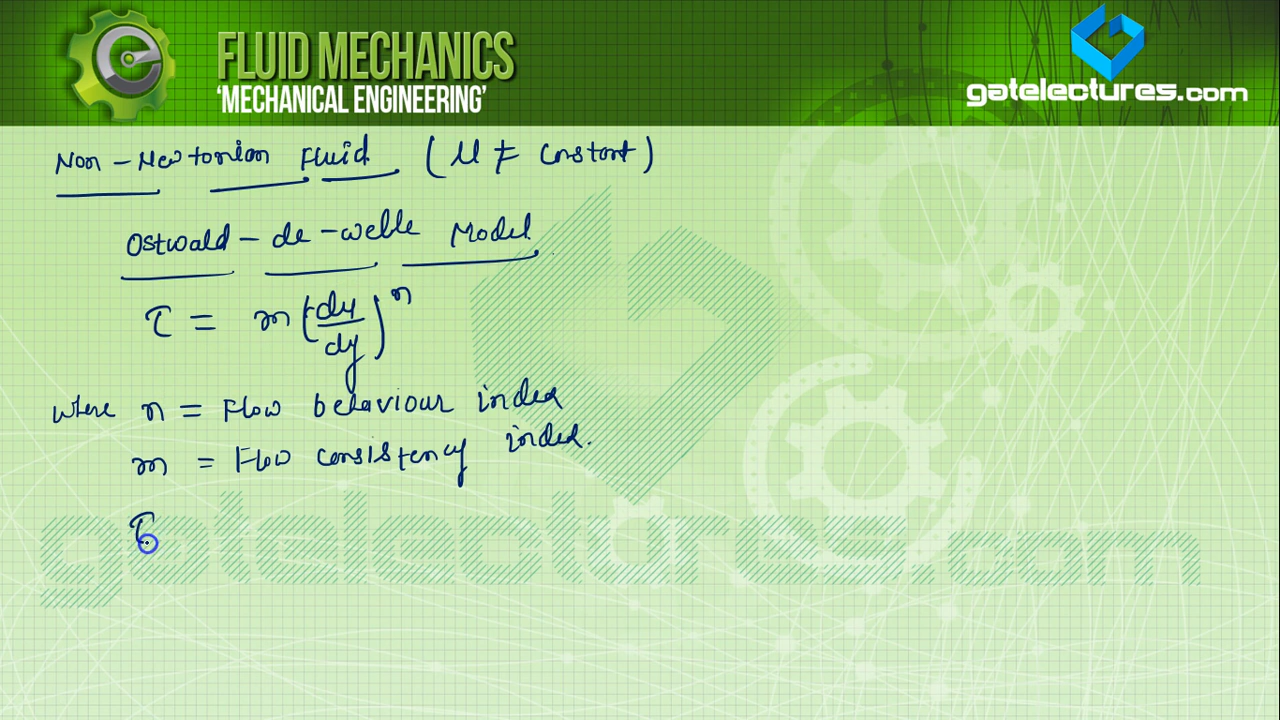 FLUID MECHANICS
'MECHANICAL ENGINEERING'
gatelectures.com
Non-Newtonian Fluid (μ ≠ constant)
Ostwald-de-welle Model
τ = m (du/dy)^n
where n = Flow behaviour index
m = Flow consistency index.
τ
gatelectures.com